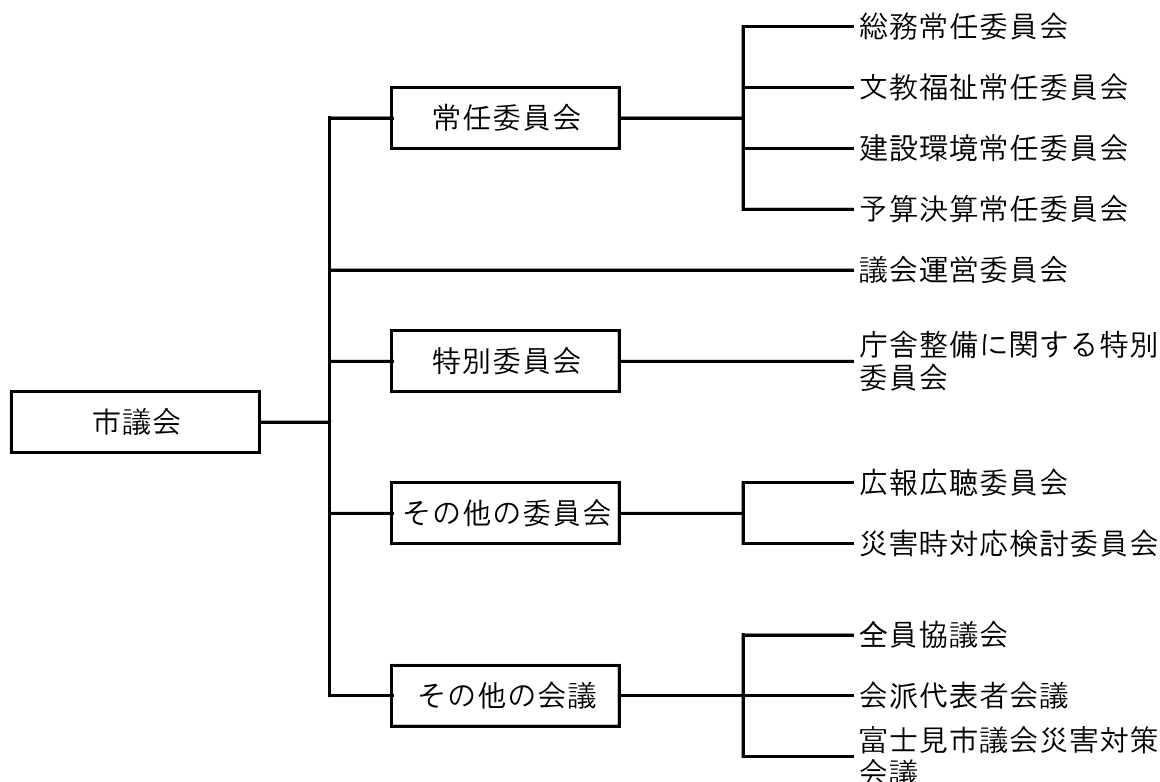 総務常任委員会
文教福祉常任委員会
常任委員会
建設環境常任委員会
予算決算常任委員会
議会運営委員会
特別委員会
庁舎整備に関する特別
委員会
市議会
広報広聴委員会
その他の委員会
災害時対応検討委員会
全員協議会
その他の会議
会派代表者会議
富士見市議会災害対策
会議